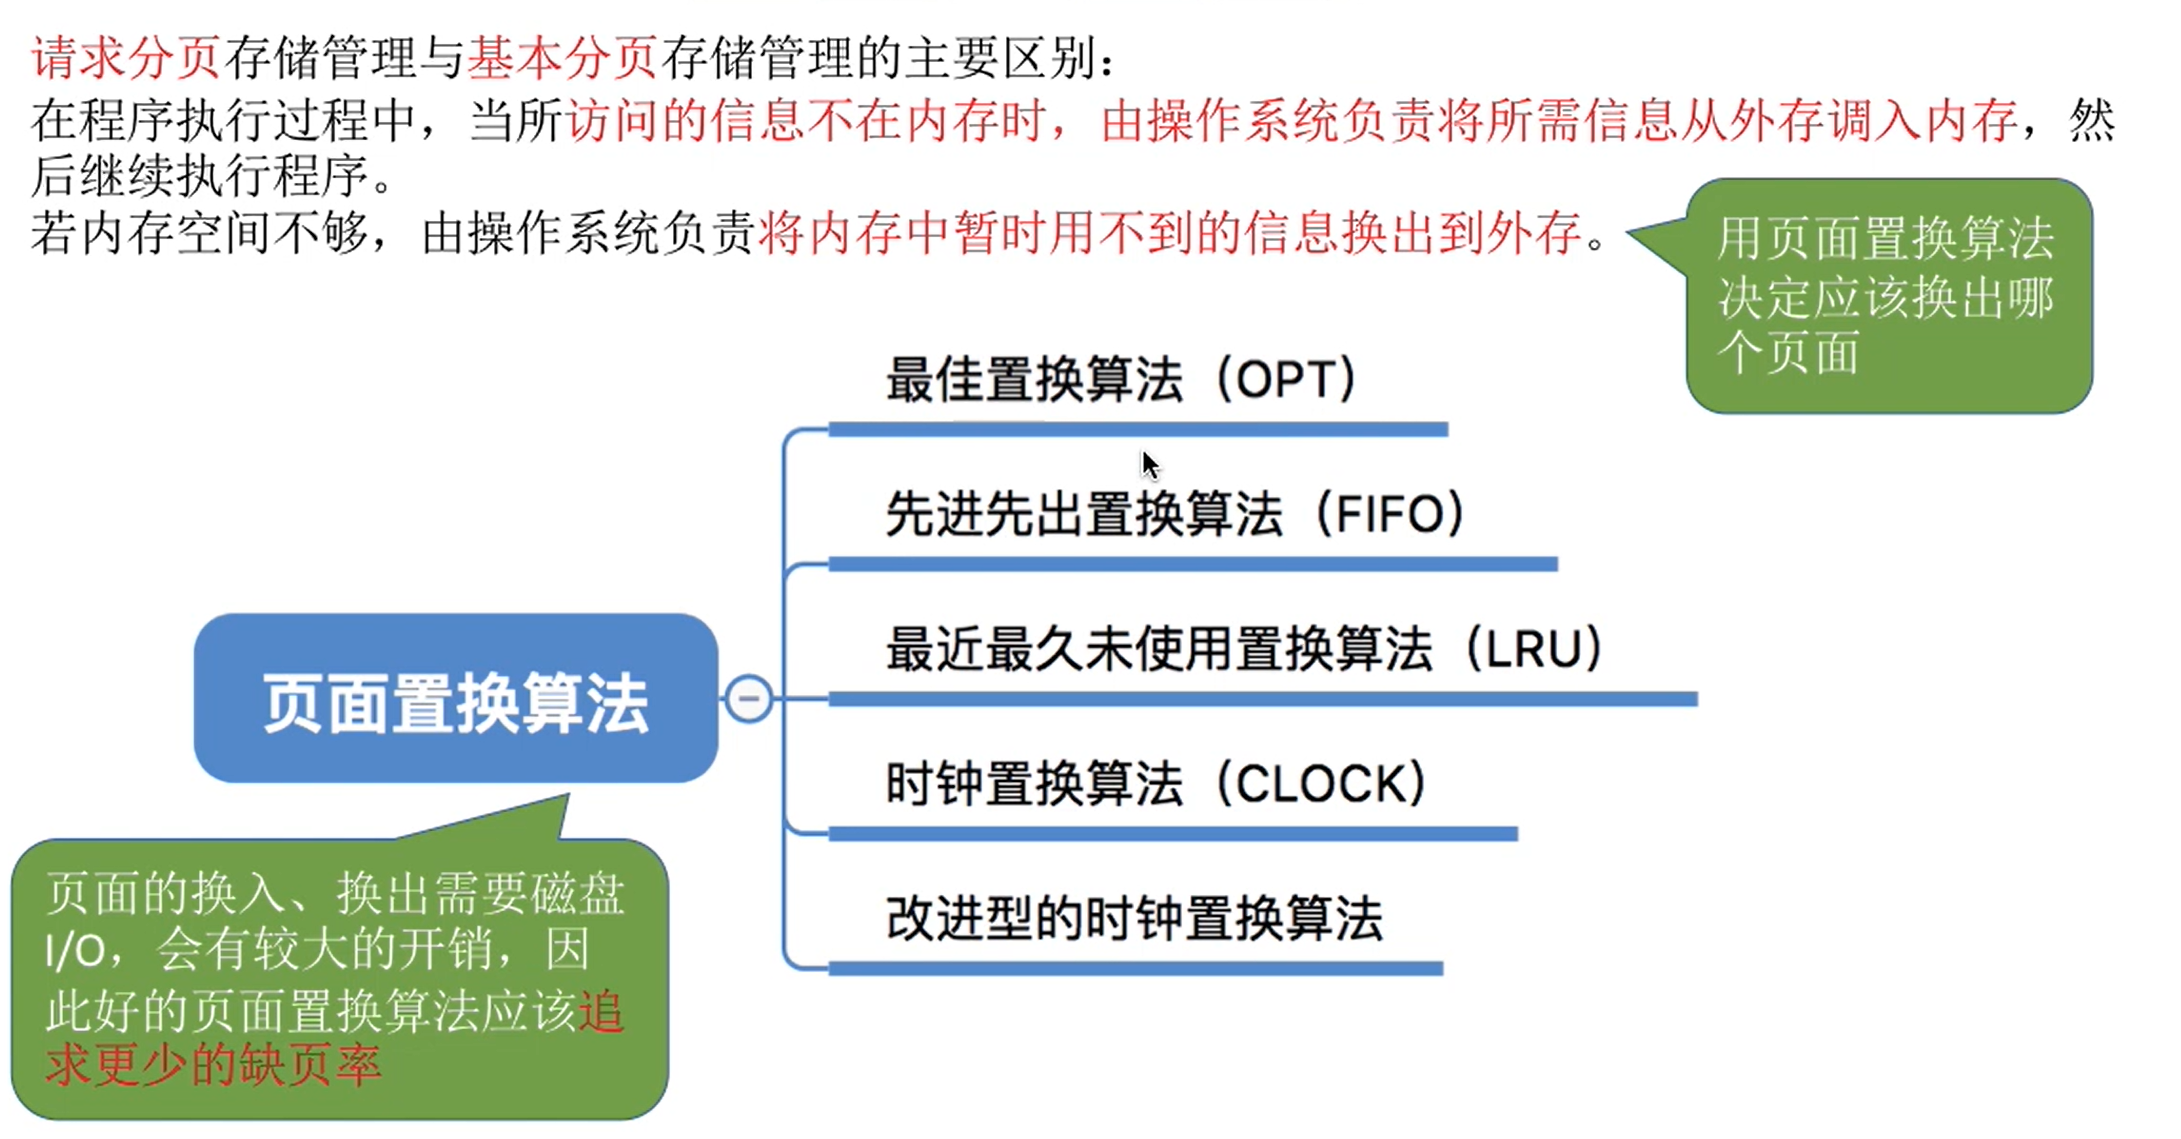 请求分页存储管理与基本分页存储管理的主要区别：
在程序执行过程中，当所访问的信息不在内存时，由操作系统负责将所需信息从外存调入内存，然
后继续执行程序。
若内存空间不够，由操作系统负责将内存中暂时用不到的信息换出到外存。
用页面置换算法
决定应该换出哪
个页面
最佳置换算法（OPT）
先进先出置换算法（FIFO）
最近最久未使用置换算法（LRU）
页面置换算法
时钟置换算法（CLOCK）
改进型的时钟置换算法
页面的换入、换出需要磁盘
I/O，会有较大的开销，因
此好的页面置换算法应该追
求更少的缺页率